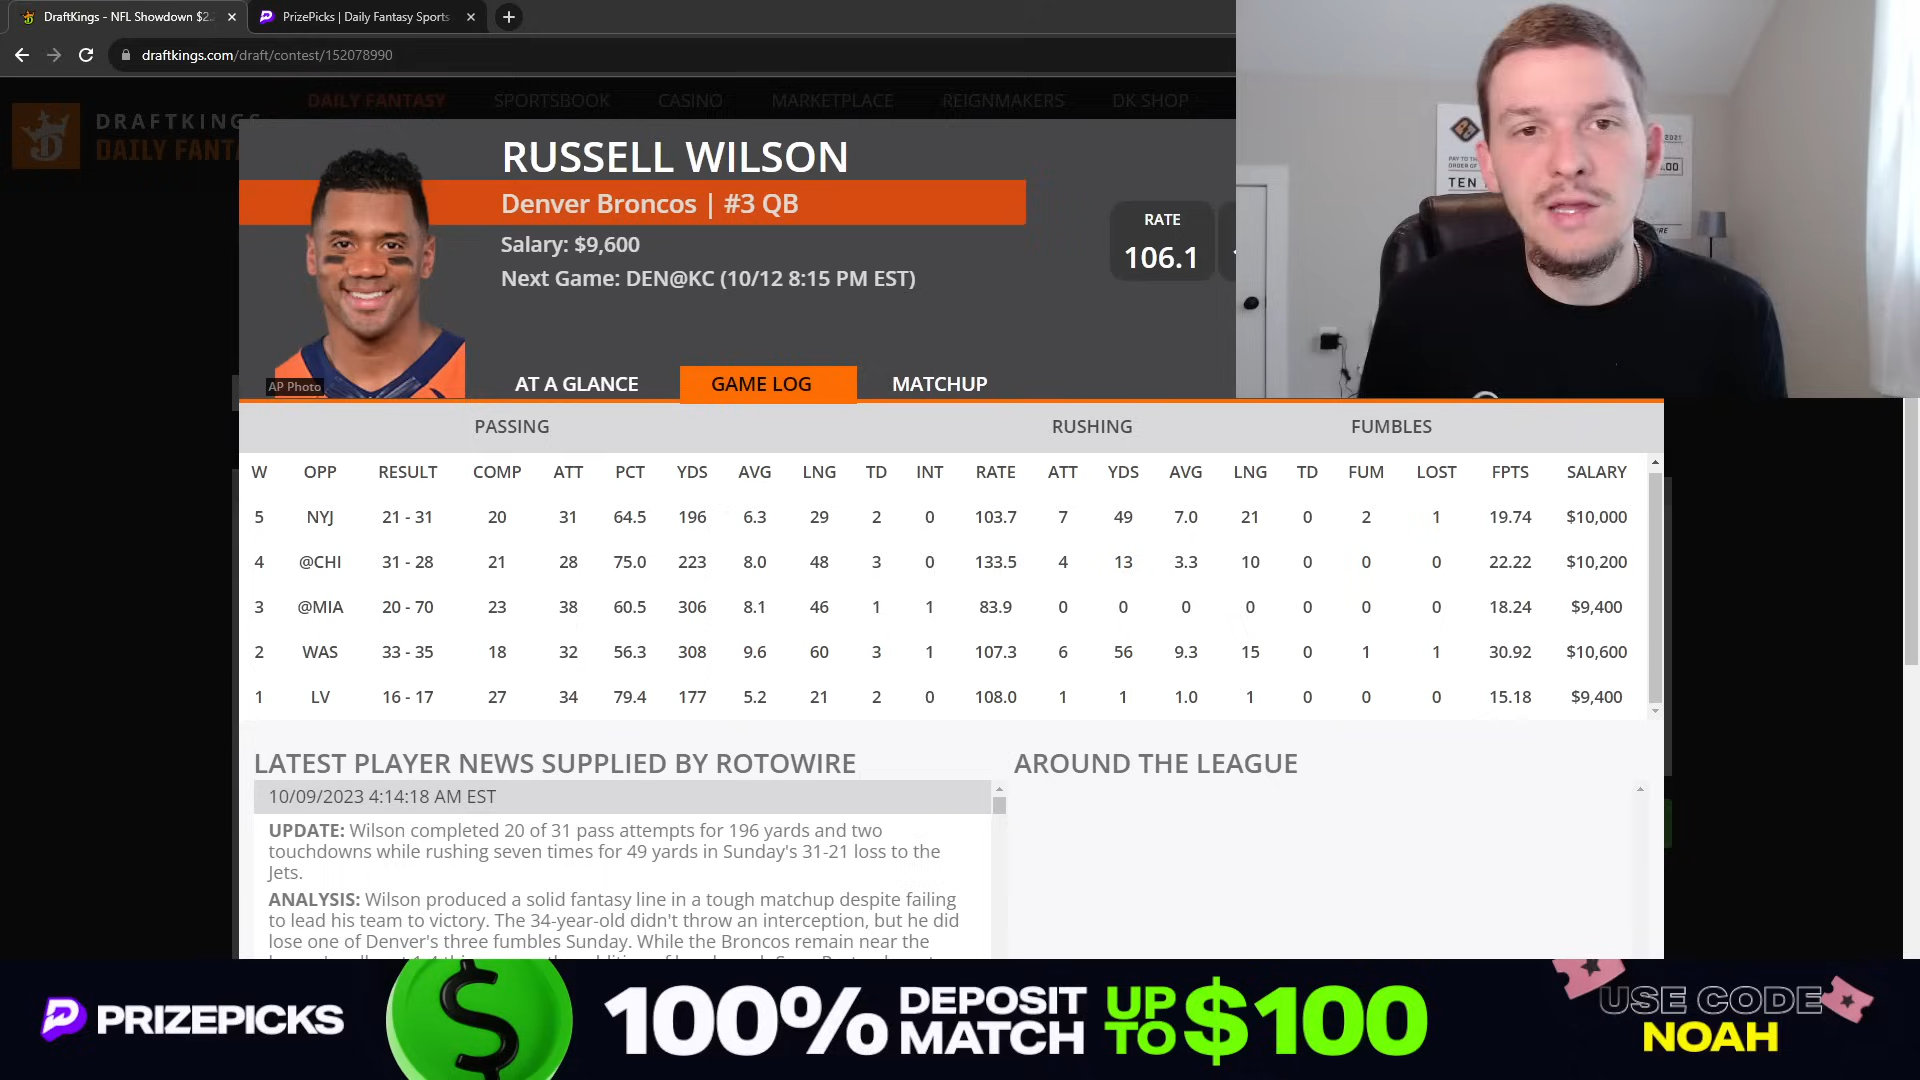 DraftKings - NFL Showdown $2.
PrizePicks | Daily Fantasy Sports
draftkings.com/draft/contest/152078990
DAILY FANTASY SPORTSBOOK CASINO MARKETPLACE REIGNMAKERS DK SHOP
DRAFTKINGS
DAILY FANTA
RUSSELL WILSON
Denver Broncos | #3 QB
Salary: $9,600
Next Game: DEN@KC (10/12 8:15 PM EST)
RATE
106.1
2021
PAY TO THE
ORDER OF
.00
TEN
AP Photo
AT A GLANCE GAME LOG MATCHUP
PASSING RUSHING FUMBLES
W OPP RESULT COMP ATT PCT YDS AVG LNG TD INT RATE ATT YDS AVG LNG TD FUM LOST FPTS SALARY
5 NYJ 21 - 31 20 31 64.5 196 6.3 29 2 0 103.7 7 49 7.0 21 0 2 1 19.74 $10,000
4 @CHI 31 - 28 21 28 75.0 223 8.0 48 3 0 133.5 4 13 3.3 10 0 0 0 22.22 $10,200
3 @MIA 20 - 70 23 38 60.5 306 8.1 46 1 1 83.9 0 0 0 0 0 0 0 18.24 $9,400
2 WAS 33 - 35 18 32 56.3 308 9.6 60 3 1 107.3 6 56 9.3 15 0 1 1 30.92 $10,600
1 LV 16 - 17 27 34 79.4 177 5.2 21 2 0 108.0 1 1 1.0 1 0 0 0 15.18 $9,400
LATEST PLAYER NEWS SUPPLIED BY ROTOWIRE
AROUND THE LEAGUE
10/09/2023 4:14:18 AM EST
UPDATE: Wilson completed 20 of 31 pass attempts for 196 yards and two
touchdowns while rushing seven times for 49 yards in Sunday's 31-21 loss to the
Jets.
ANALYSIS: Wilson produced a solid fantasy line in a tough matchup despite failing
to lead his team to victory. The 34-year-old didn't throw an interception, but he did
lose one of Denver's three fumbles Sunday. While the Broncos remain near the
PRIZEPICKS
100% DEPOSIT MATCH UP TO $100
USE CODE
NOAH